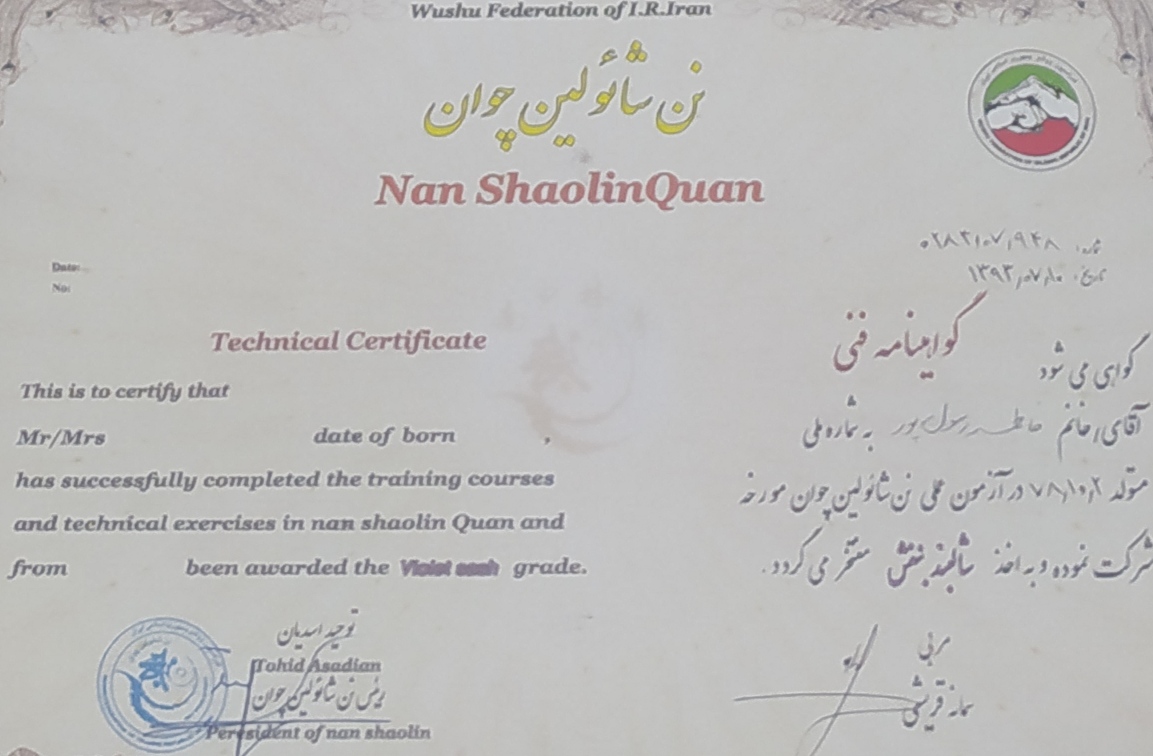 Wushu Federation of I.R.Iran
نن شائولین چوان
Nan ShaolinQuan
شماره: ۰۲۸۳۱۰۷,۹۴۸
تاریخ: ۱۳۹۳,۰۷,۱۰
Date:
No:
Technical Certificate
This is to certify that
Mr/Mrs date of born ,
has successfully completed the training courses
and technical exercises in nan shaolin Quan and
from been awarded the Violet sash grade.
گواهینامه فنی
گواهی می شود
آقای/خانم رسول پور به شماره ملی
متولد ۷۸,۱۰,۲ در آزمون عملی نن شائولین چوان مورخه
شرکت نموده و به اخذ شالبند بنفش مفتخر می گردد.
توحید اسدیان
Tohid Asadian
رئیس نن شائولین چوان
Peresident of nan shaolin
مربی
سمانه قریشی